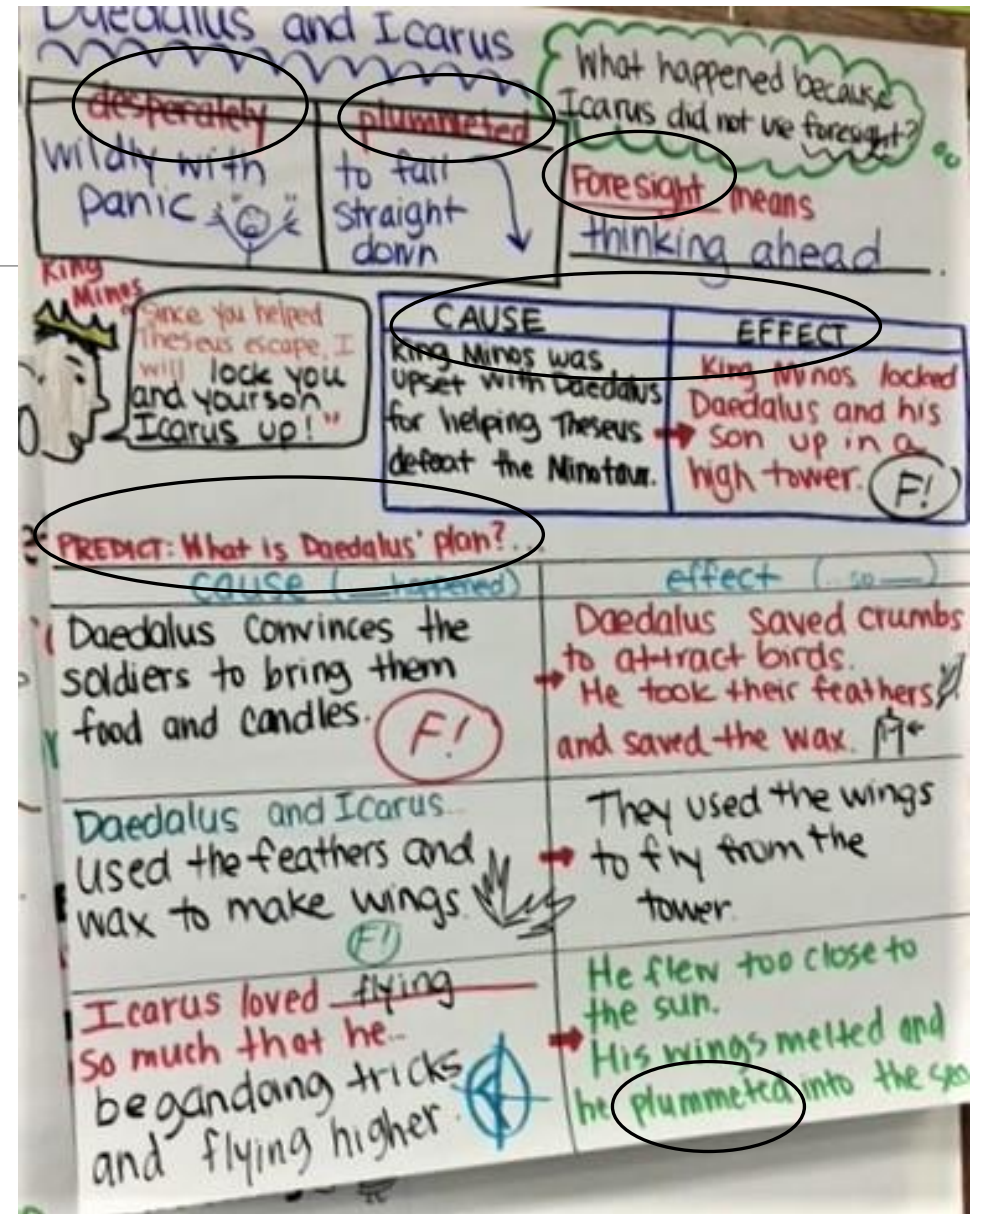 Daedalus and Icarus
What happened because
Icarus did not use foresight?
desperately
wildly with
panic
plummeted
to fall
straight
down
Foresight means
thinking ahead.
King
Minos
"Since you helped
Theseus escape, I
will lock you
and your son
Icarus up!"
CAUSE
King Minos was
upset with Daedalus
for helping Theseus
defeat the Minotaur.
EFFECT
King Minos locked
Daedalus and his
son up in a
high tower.
F!
PREDICT: What is Daedalus' plan?...
cause (___happened)
effect (...so___)
Daedalus convinces the
soldiers to bring them
food and candles.
F!
Daedalus saved crumbs
to attract birds.
He took their feathers
and saved the wax.
Daedalus and Icarus...
used the feathers and
wax to make wings.
F!
They used the wings
to fly from the
tower.
Icarus loved flying
so much that he...
began doing tricks
and flying higher.
He flew too close to
the sun.
His wings melted and
he plummeted into the sea